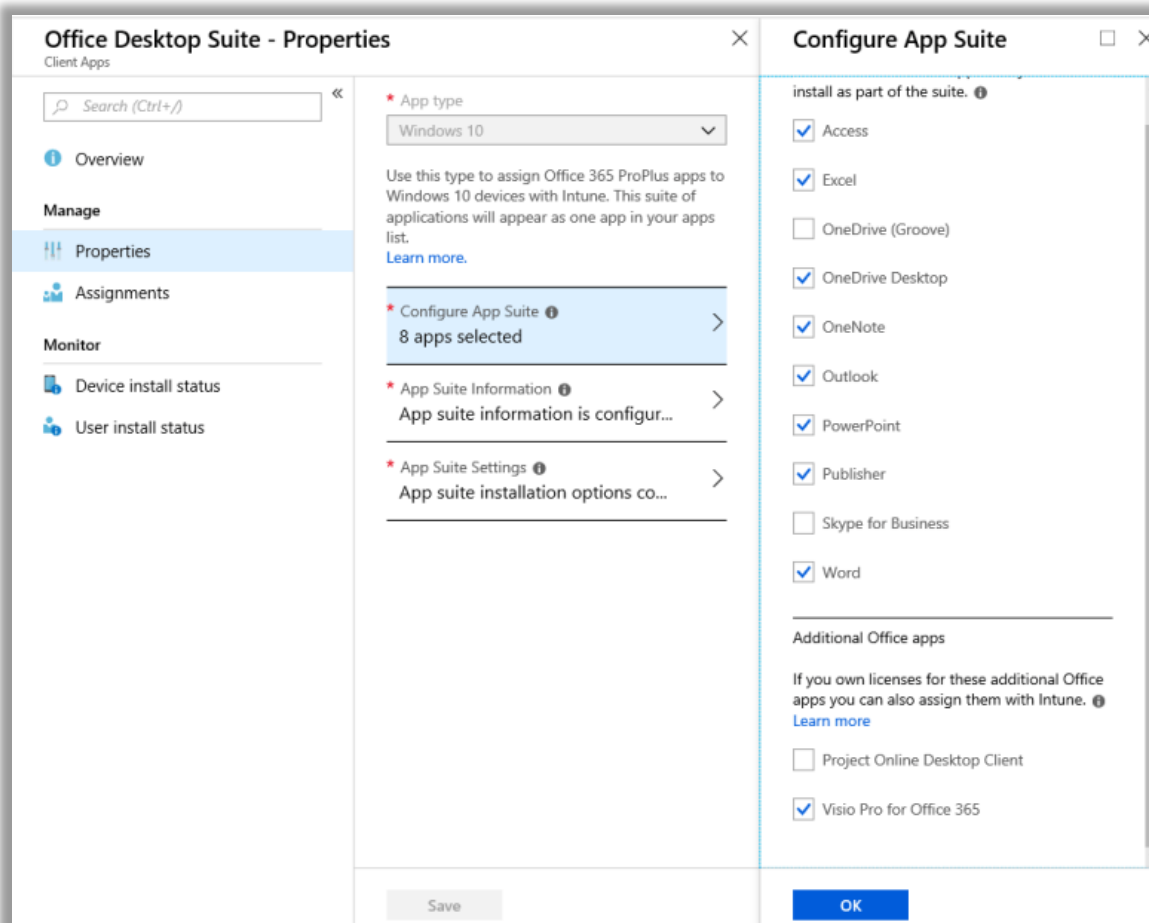 Office Desktop Suite - Properties
Client Apps
Search (Ctrl+/)
Overview
Manage
Properties
Assignments
Monitor
Device install status
User install status
* App type
Windows 10
Use this type to assign Office 365 ProPlus apps to
Windows 10 devices with Intune. This suite of
applications will appear as one app in your apps
list.
Learn more.
* Configure App Suite
8 apps selected
* App Suite Information
App suite information is configur...
* App Suite Settings
App suite installation options co...
Save
Configure App Suite
install as part of the suite.
Access
Excel
OneDrive (Groove)
OneDrive Desktop
OneNote
Outlook
PowerPoint
Publisher
Skype for Business
Word
Additional Office apps
If you own licenses for these additional Office
apps you can also assign them with Intune.
Learn more
Project Online Desktop Client
Visio Pro for Office 365
OK